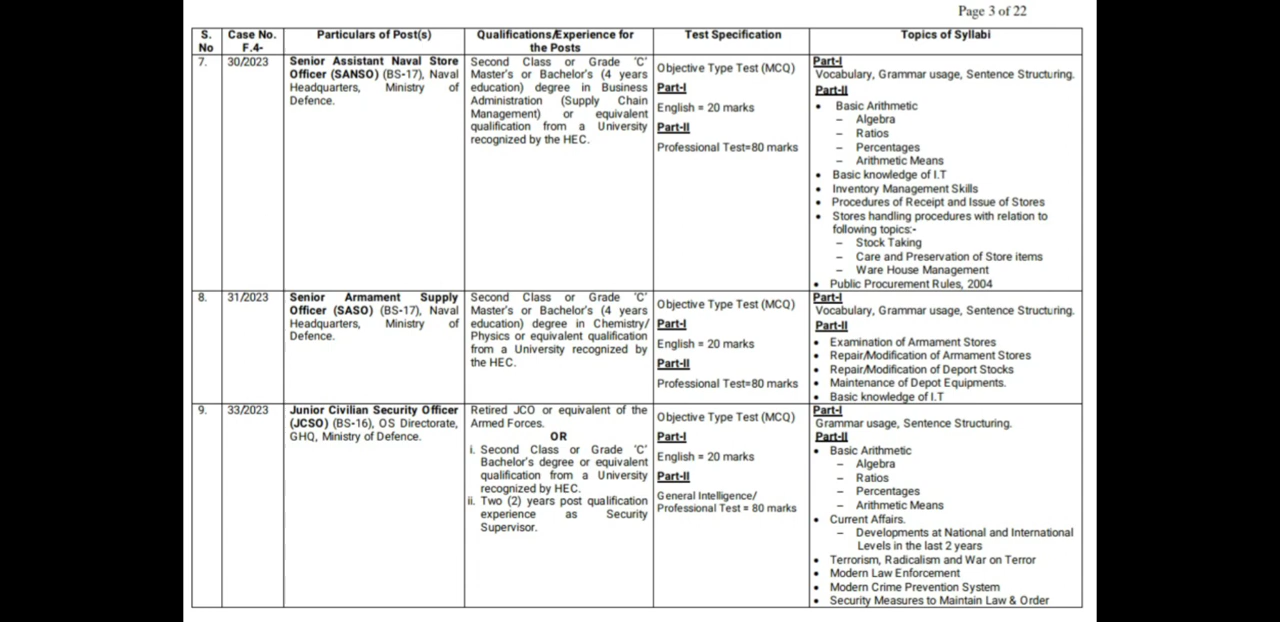 Page 3 of 22
S. No
Case No. F.4-
Particulars of Post(s)
Qualifications/Experience for the Posts
Test Specification
Topics of Syllabi
7.
30/2023
Senior Assistant Naval Store
Officer (SANSO) (BS-17), Naval
Headquarters, Ministry of
Defence.
Second Class or Grade 'C'
Master's or Bachelor's (4 years
education) degree in Business
Administration (Supply Chain
Management) or equivalent
qualification from a University
recognized by the HEC.
Objective Type Test (MCQ)
Part-I
English = 20 marks
Part-II
Professional Test=80 marks
Part-I
Vocabulary, Grammar usage, Sentence Structuring.
Part-II
• Basic Arithmetic
– Algebra
– Ratios
– Percentages
– Arithmetic Means
• Basic knowledge of I.T
• Inventory Management Skills
• Procedures of Receipt and Issue of Stores
• Stores handling procedures with relation to
following topics:-
– Stock Taking
– Care and Preservation of Store items
– Ware House Management
• Public Procurement Rules, 2004
8.
31/2023
Senior Armament Supply
Officer (SASO) (BS-17), Naval
Headquarters, Ministry of
Defence.
Second Class or Grade 'C'
Master's or Bachelor's (4 years
education) degree in Chemistry/
Physics or equivalent qualification
from a University recognized by
the HEC.
Objective Type Test (MCQ)
Part-I
English = 20 marks
Part-II
Professional Test=80 marks
Part-I
Vocabulary, Grammar usage, Sentence Structuring.
Part-II
• Examination of Armament Stores
• Repair/Modification of Armament Stores
• Repair/Modification of Deport Stocks
• Maintenance of Depot Equipments.
• Basic knowledge of I.T
9.
33/2023
Junior Civilian Security Officer
(JCSO) (BS-16), OS Directorate,
GHQ, Ministry of Defence.
Retired JCO or equivalent of the
Armed Forces.
OR
i. Second Class or Grade 'C'
Bachelor's degree or equivalent
qualification from a University
recognized by HEC.
ii. Two (2) years post qualification
experience as Security
Supervisor.
Objective Type Test (MCQ)
Part-I
English = 20 marks
Part-II
General Intelligence/
Professional Test = 80 marks
Part-I
Grammar usage, Sentence Structuring.
Part-II
• Basic Arithmetic
– Algebra
– Ratios
– Percentages
– Arithmetic Means
• Current Affairs.
– Developments at National and International
Levels in the last 2 years
• Terrorism, Radicalism and War on Terror
• Modern Law Enforcement
• Modern Crime Prevention System
• Security Measures to Maintain Law & Order